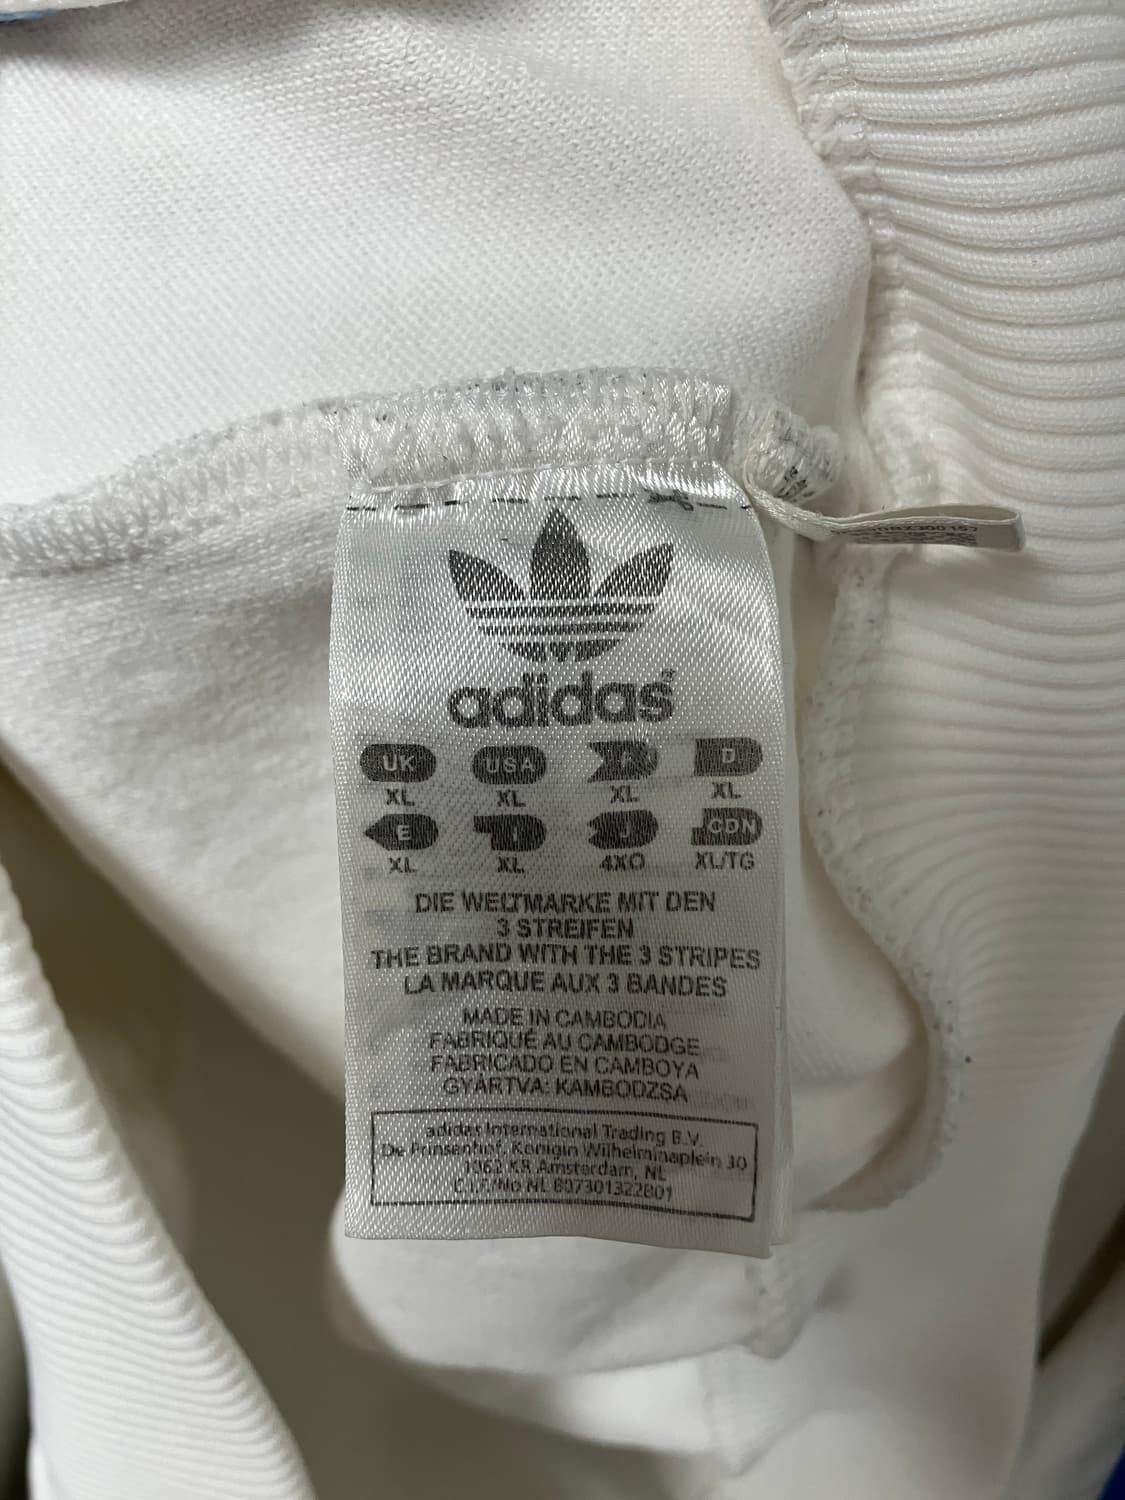 adidas
UK USA F D
XL XL XL XL
E I J CDN
XL XL 4XO XL/TG
DIE WELTMARKE MIT DEN
3 STREIFEN
THE BRAND WITH THE 3 STRIPES
LA MARQUE AUX 3 BANDES
MADE IN CAMBODIA
FABRIQUÉ AU CAMBODGE
FABRICADO EN CAMBOYA
GYÁRTVA: KAMBODZSA
adidas International Trading B.V.
De Prinsenhof, Konigin Wilhelminaplein 30
1062 KR Amsterdam, NL
C.I.F./No NL 807301322B01